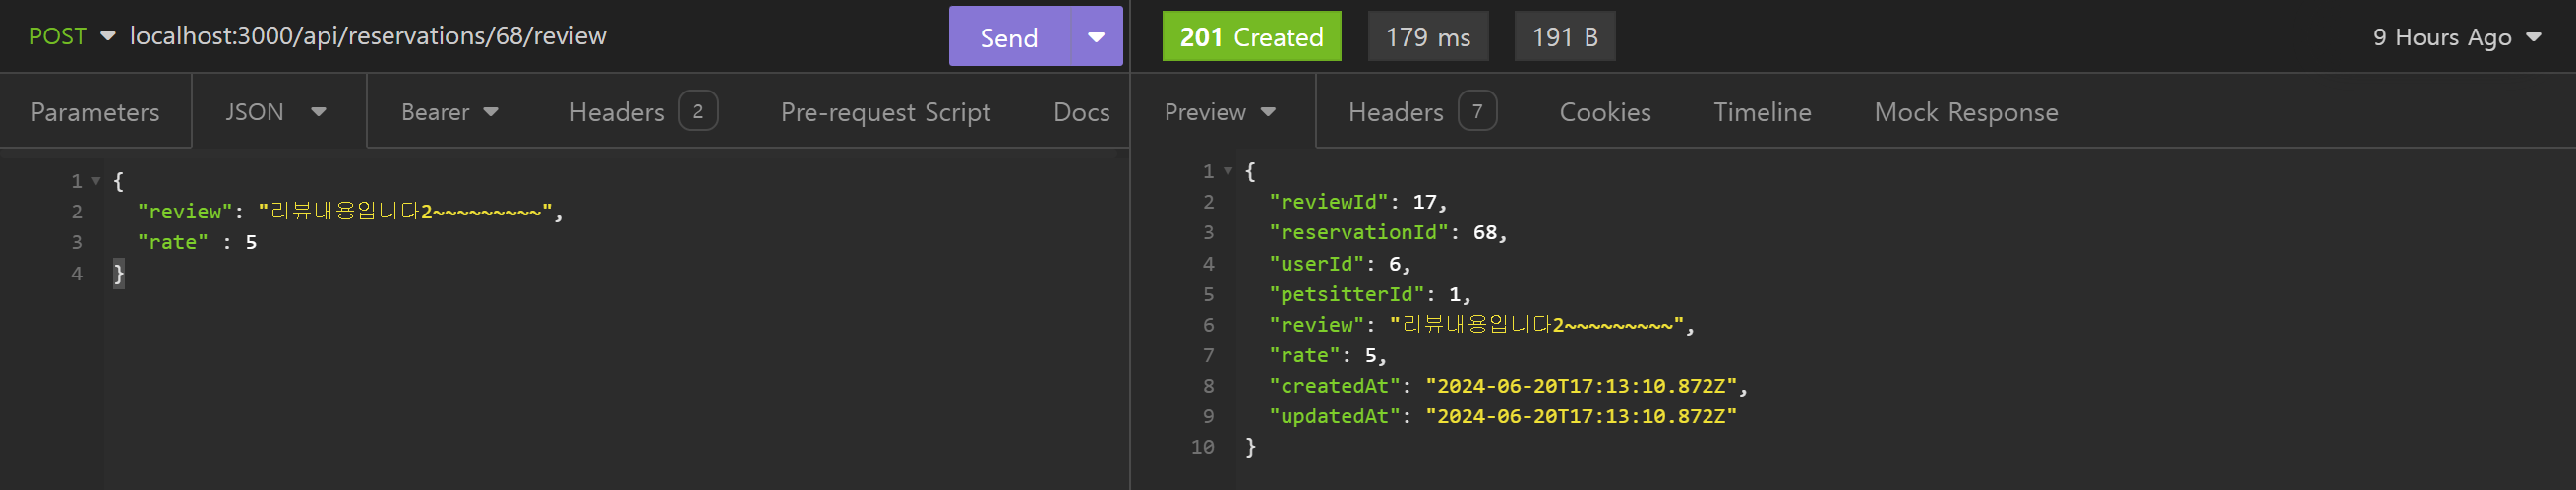 POST localhost:3000/api/reservations/68/review Send
201 Created 179 ms 191 B 9 Hours Ago
Parameters JSON Bearer Headers 2 Pre-request Script Docs
Preview Headers 7 Cookies Timeline Mock Response
1 {
2 "review": "리뷰내용입니다2~~~~~~~~~",
3 "rate" : 5
4 }
1 {
2 "reviewId": 17,
3 "reservationId": 68,
4 "userId": 6,
5 "petsitterId": 1,
6 "review": "리뷰내용입니다2~~~~~~~~~",
7 "rate": 5,
8 "createdAt": "2024-06-20T17:13:10.872Z",
9 "updatedAt": "2024-06-20T17:13:10.872Z"
10 }